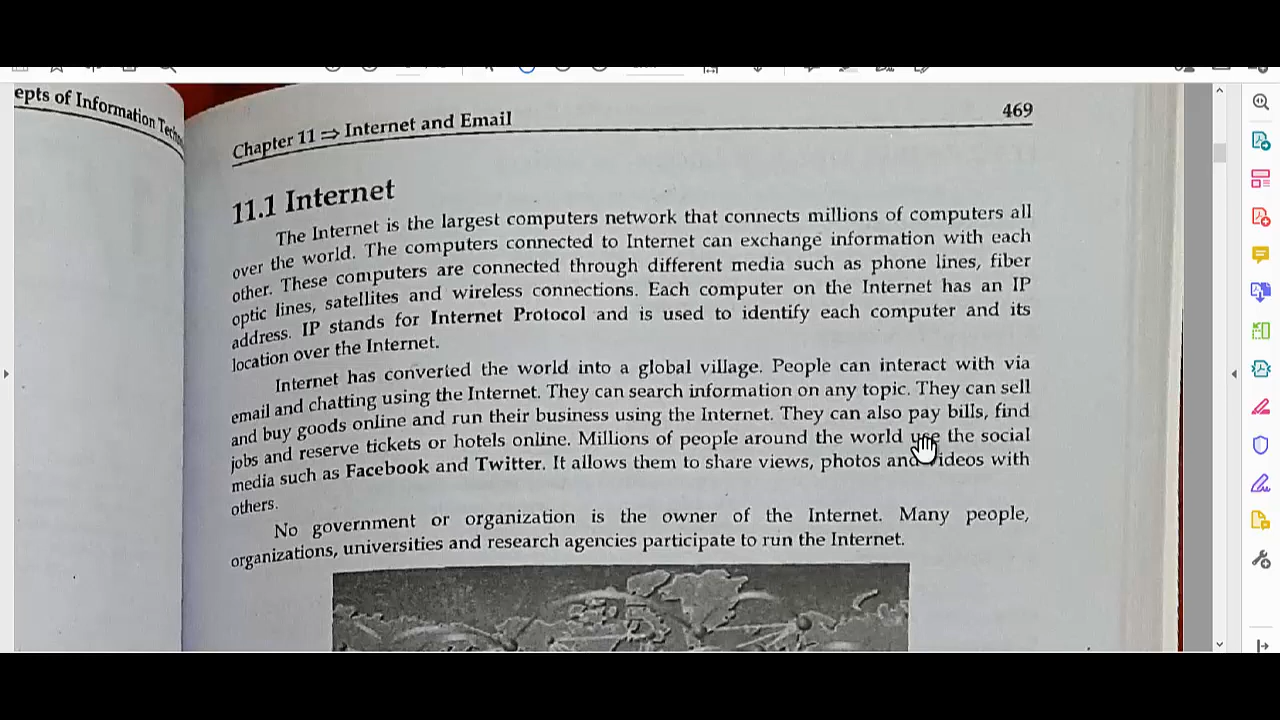 epts of Information Techno
Chapter 11 ⇒ Internet and Email
469
11.1 Internet
The Internet is the largest computers network that connects millions of computers all
over the world. The computers connected to Internet can exchange information with each
other. These computers are connected through different media such as phone lines, fiber
optic lines, satellites and wireless connections. Each computer on the Internet has an IP
address. IP stands for Internet Protocol and is used to identify each computer and its
location over the Internet.
Internet has converted the world into a global village. People can interact with via
email and chatting using the Internet. They can search information on any topic. They can sell
and buy goods online and run their business using the Internet. They can also pay bills, find
jobs and reserve tickets or hotels online. Millions of people around the world use the social
media such as Facebook and Twitter. It allows them to share views, photos and videos with
others.
No government or organization is the owner of the Internet. Many people,
organizations, universities and research agencies participate to run the Internet.